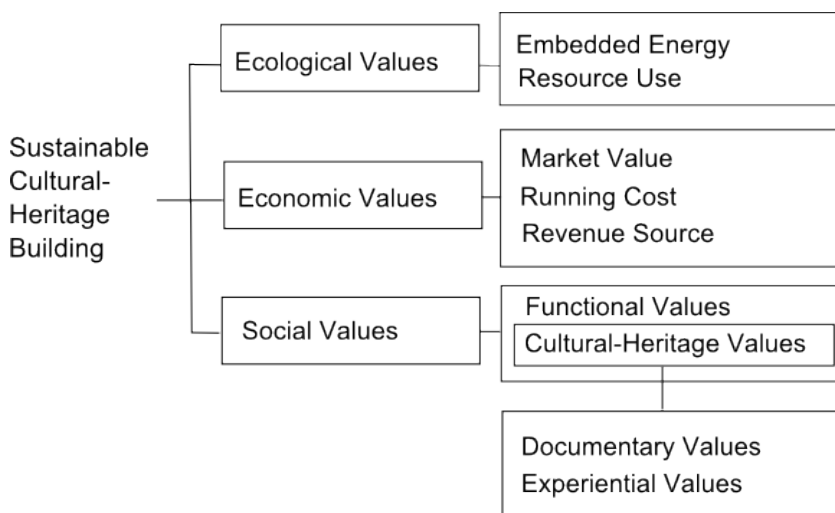 Sustainable
Cultural-
Heritage
Building
Ecological Values
Embedded Energy
Resource Use
Economic Values
Market Value
Running Cost
Revenue Source
Social Values
Functional Values
Cultural-Heritage Values
Documentary Values
Experiential Values